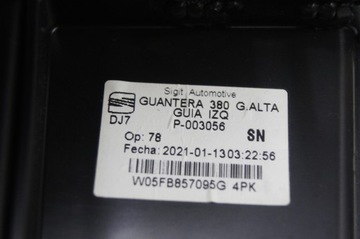 Sigit Automotive
GUANTERA 380 G.ALTA
GUIA IZQ
DJ7
P-003056
Op: 78
SN
Fecha: 2021-01-13 03:22:56
W05FB857095G 4PK